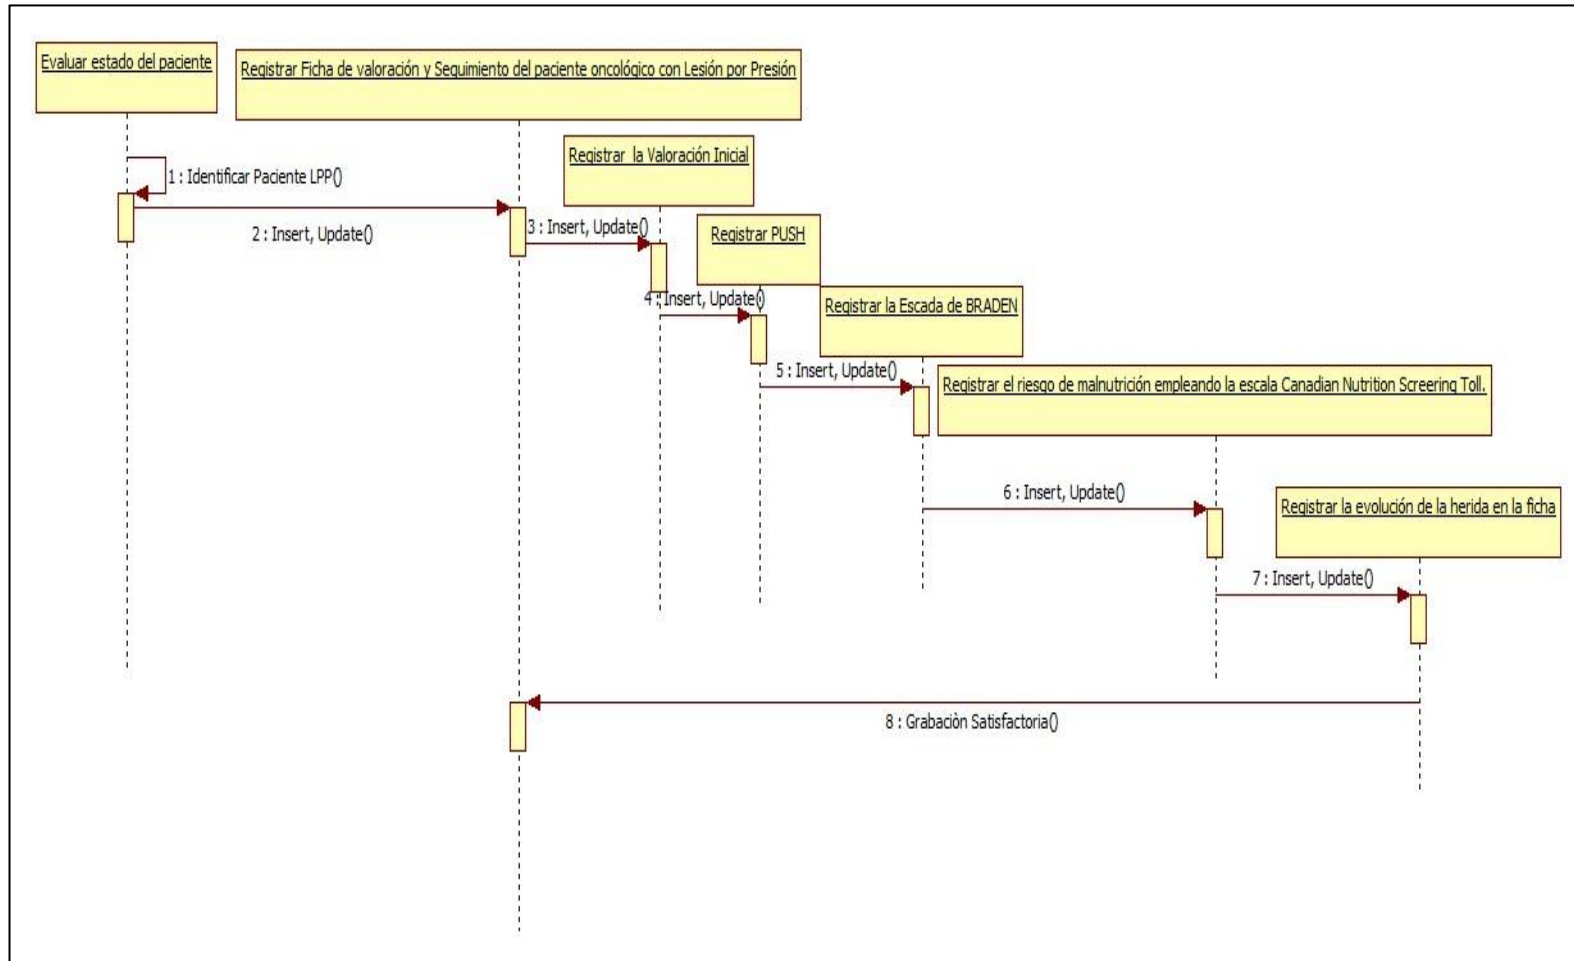 Evaluar estado del paciente
Registrar Ficha de valoración y Seguimiento del paciente oncológico con Lesión por Presión
Registrar la Valoración Inicial
1 : Identificar Paciente LPP()
2 : Insert, Update()
3 : Insert, Update()
Registrar PUSH
4 : Insert, Update()
Registrar la Escada de BRADEN
5 : Insert, Update()
Registrar el riesgo de malnutrición empleando la escala Canadian Nutrition Screering Toll.
6 : Insert, Update()
Registrar la evolución de la herida en la ficha
7 : Insert, Update()
8 : Grabaciòn Satisfactoria()